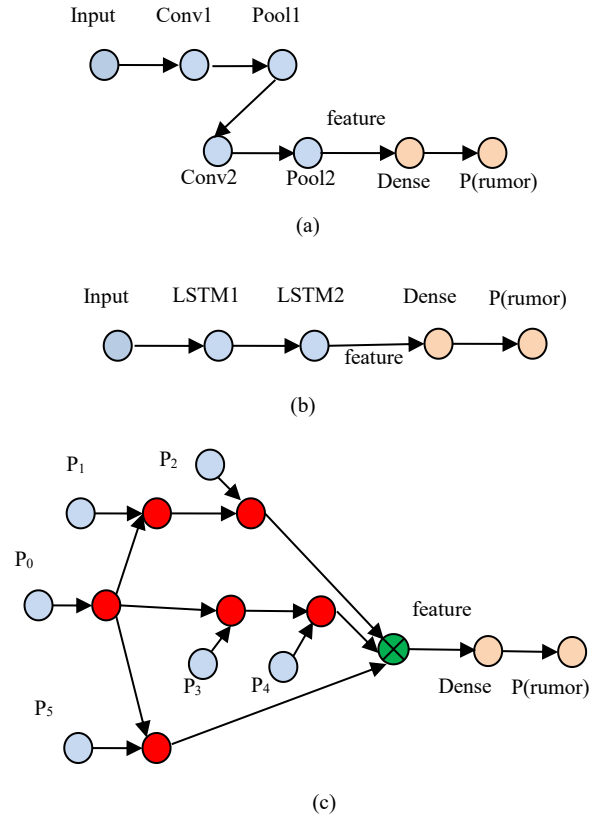 Input Conv1 Pool1
feature
Conv2 Pool2 Dense P(rumor)
(a)
Input LSTM1 LSTM2 Dense P(rumor)
feature
(b)
P₁ P₂
P₀
feature
P₃ P₄ Dense P(rumor)
P₅
(c)